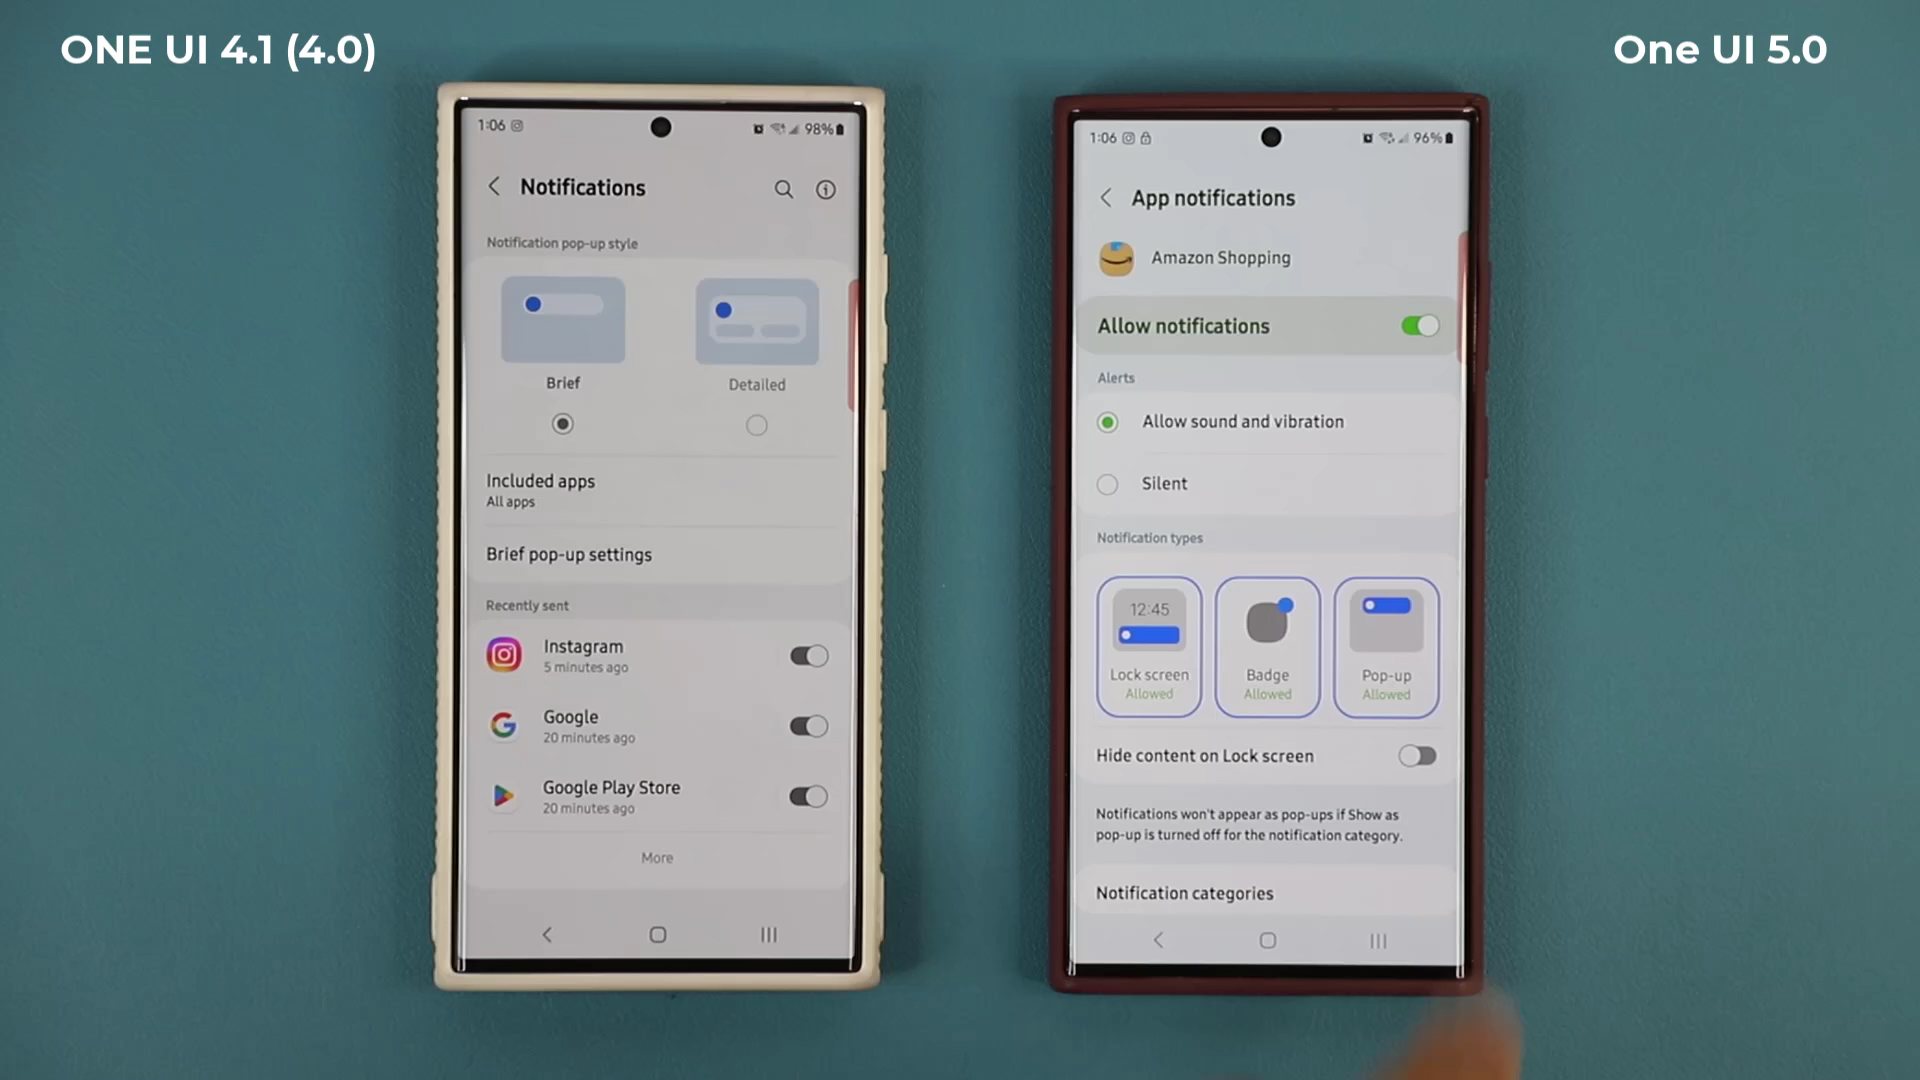 ONE UI 4.1 (4.0)
One UI 5.0
1:06
98%
Notifications
Notification pop-up style
Brief
Detailed
Included apps
All apps
Brief pop-up settings
Recently sent
Instagram
5 minutes ago
Google
20 minutes ago
Google Play Store
20 minutes ago
More
1:06
96%
App notifications
Amazon Shopping
Allow notifications
Alerts
Allow sound and vibration
Silent
Notification types
12:45
Lock screen
Allowed
Badge
Allowed
Pop-up
Allowed
Hide content on Lock screen
Notifications won't appear as pop-ups if Show as
pop-up is turned off for the notification category.
Notification categories